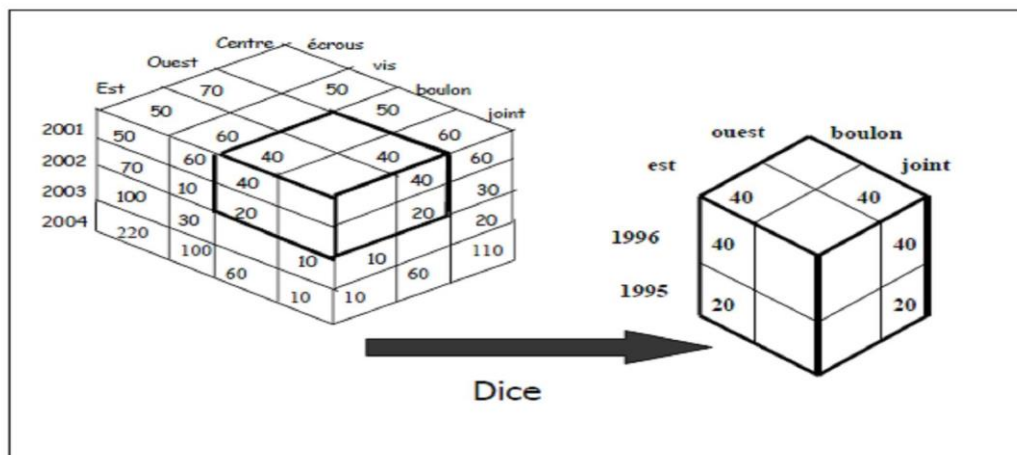 Centre écrous
Ouest vis
Est 70 50 boulon
50 50 joint
2001 50 60 60
2002 70 60 40 40 60
2003 100 10 40 40 30
2004 220 30 20 20 20
100 10 10 110
60 60
10 10
ouest boulon
est joint
40 40
1996 40 40
1995 20 20
Dice